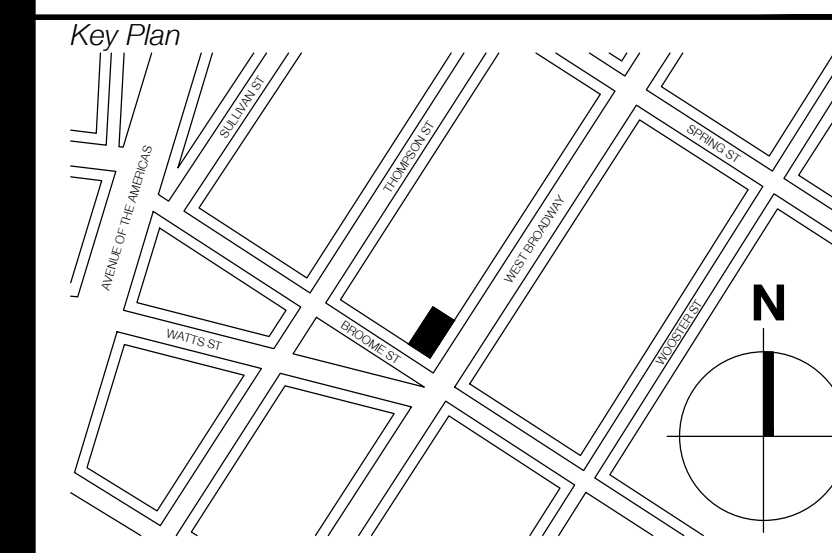 Key Plan
SULLIVAN ST
THOMPSON ST
SPRING ST
AVENUE OF THE AMERICAS
WEST BROADWAY
N
WATTS ST
BROOME ST
WOOSTER ST